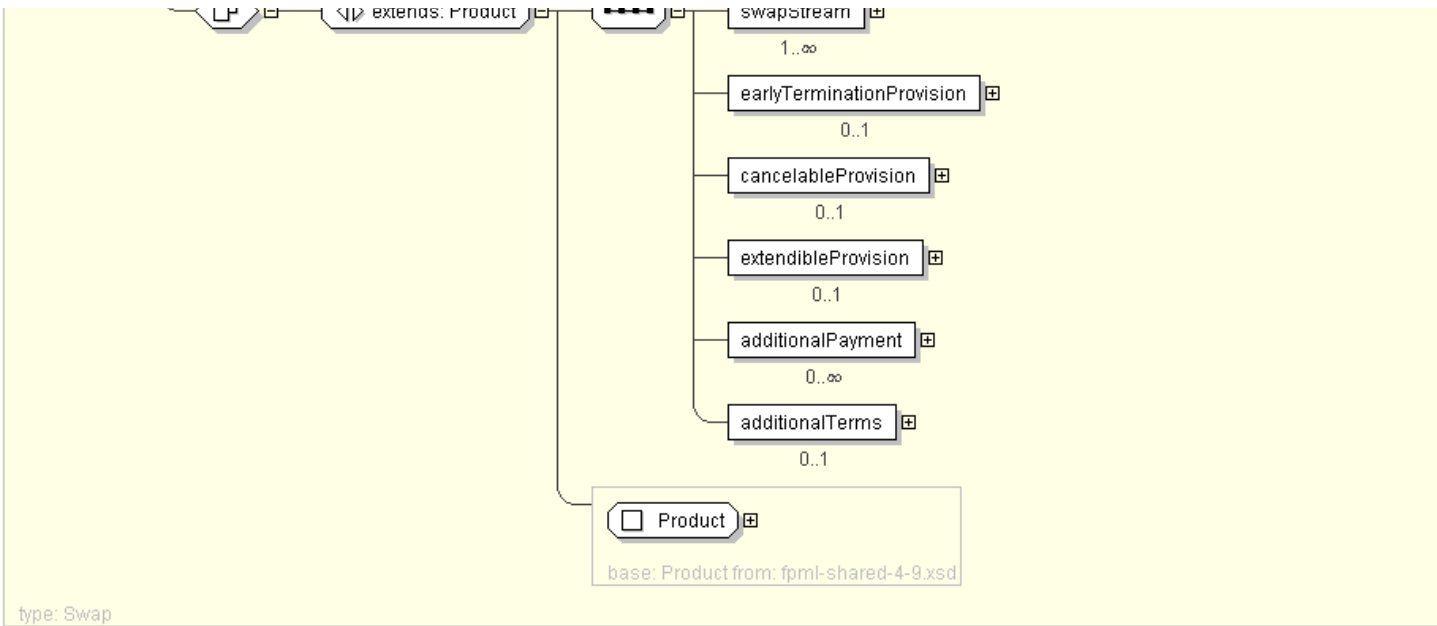 extends: Product
swapStream
1..∞
earlyTerminationProvision
0..1
cancelableProvision
0..1
extendibleProvision
0..1
additionalPayment
0..∞
additionalTerms
0..1
Product
base: Product from: fpml-shared-4-9.xsd
type: Swap